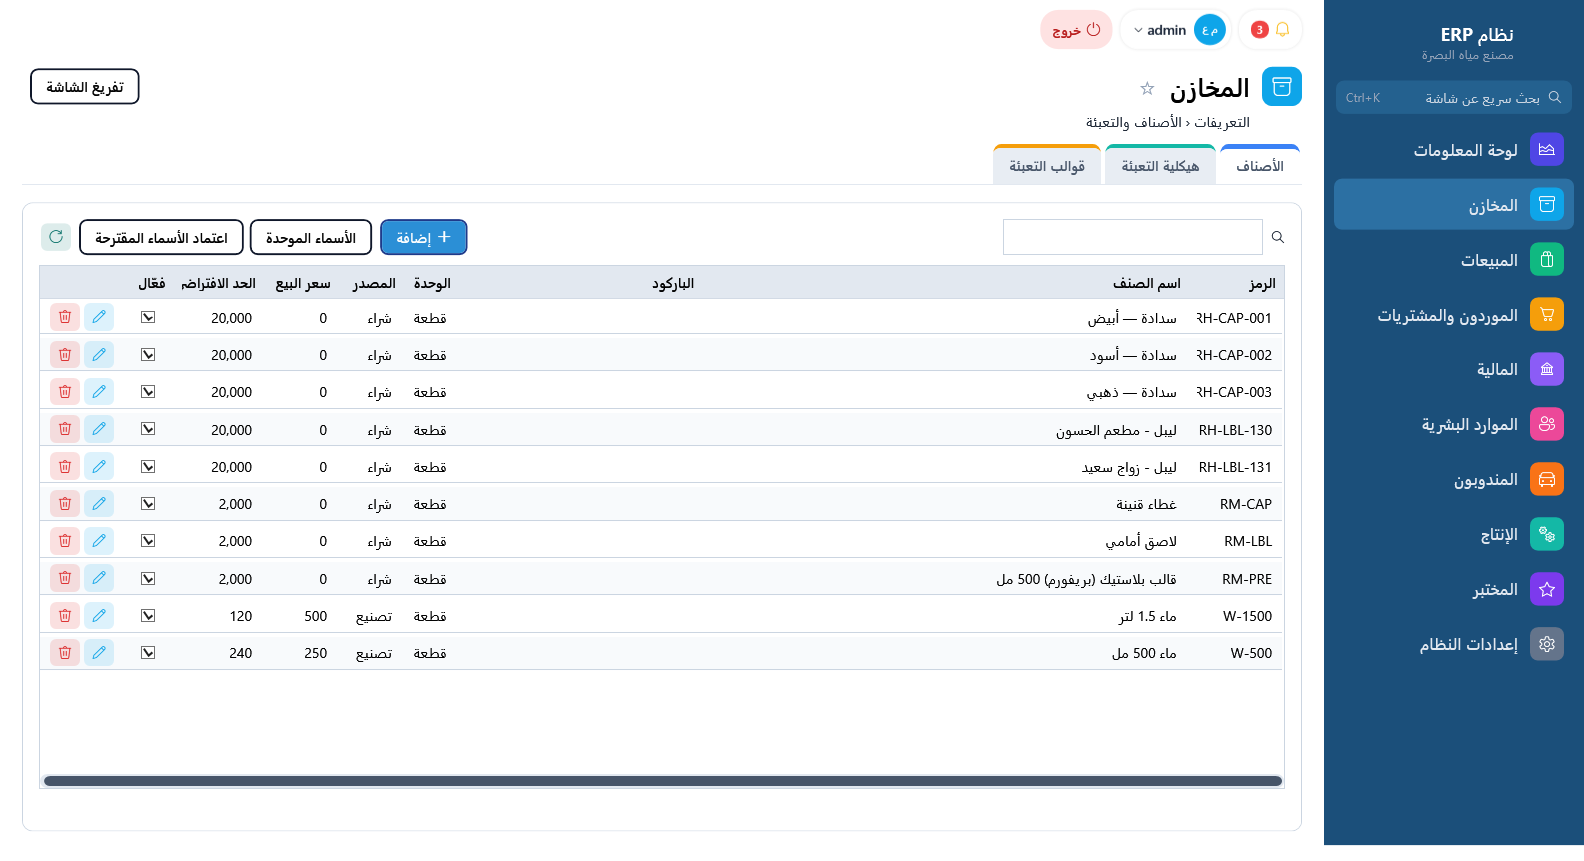 نظام ERP
مصنع مياه البصرة
بحث سريع عن شاشة Ctrl+K
لوحة المعلومات
المخازن
المبيعات
الموردون والمشتريات
المالية
الموارد البشرية
المندوبون
الإنتاج
المختبر
إعدادات النظام
3
م ع admin
خروج
المخازن
التعريفات › الأصناف والتعبئة
تفريغ الشاشة
الأصناف هيكلية التعبئة قوالب التعبئة
إضافة الأسماء الموحدة اعتماد الأسماء المقترحة
الرمز اسم الصنف الباركود الوحدة المصدر سعر البيع الحد الافتراضي فعّال
RH-CAP-001 سدادة — أبيض قطعة شراء 0 20,000
RH-CAP-002 سدادة — أسود قطعة شراء 0 20,000
RH-CAP-003 سدادة — ذهبي قطعة شراء 0 20,000
RH-LBL-130 ليبل - مطعم الحسون قطعة شراء 0 20,000
RH-LBL-131 ليبل - زواج سعيد قطعة شراء 0 20,000
RM-CAP غطاء قنينة قطعة شراء 0 2,000
RM-LBL لاصق أمامي قطعة شراء 0 2,000
RM-PRE قالب بلاستيك (بريفورم) 500 مل قطعة شراء 0 2,000
W-1500 ماء 1.5 لتر قطعة تصنيع 500 120
W-500 ماء 500 مل قطعة تصنيع 250 240